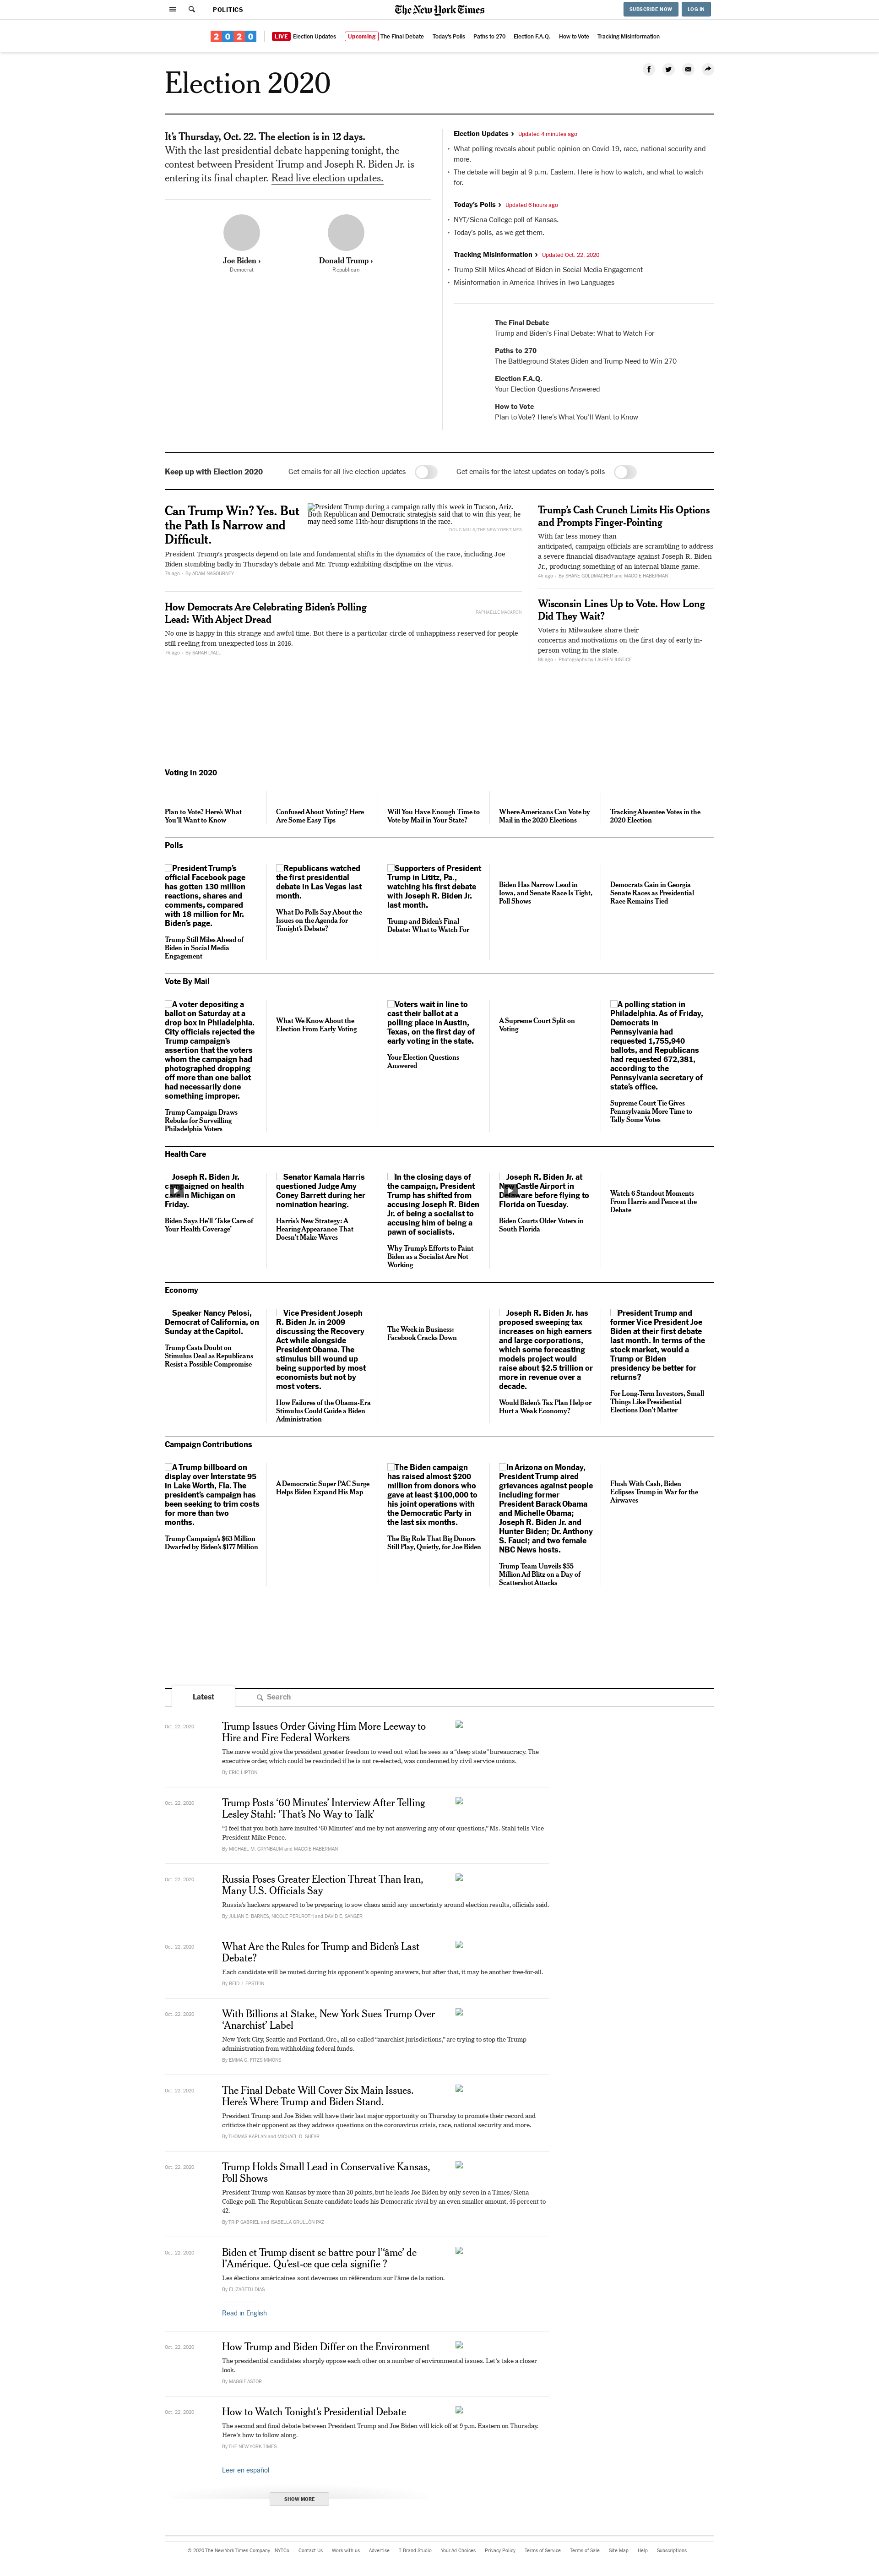 POLITICS
The New York Times
SUBSCRIBE NOW
LOG IN
2020
LIVE Election Updates
Upcoming The Final Debate
Today's Polls
Paths to 270
Election F.A.Q.
How to Vote
Tracking Misinformation
Election 2020
It's Thursday, Oct. 22. The election is in 12 days.
With the last presidential debate happening tonight, the
contest between President Trump and Joseph R. Biden Jr. is
entering its final chapter. Read live election updates.
Joe Biden ›
Democrat
Donald Trump ›
Republican
Election Updates › Updated 4 minutes ago
• What polling reveals about public opinion on Covid-19, race, national security and
more.
• The debate will begin at 9 p.m. Eastern. Here is how to watch, and what to watch
for.
Today's Polls › Updated 6 hours ago
• NYT/Siena College poll of Kansas.
• Today's polls, as we get them.
Tracking Misinformation › Updated Oct. 22, 2020
• Trump Still Miles Ahead of Biden in Social Media Engagement
• Misinformation in America Thrives in Two Languages
The Final Debate
Trump and Biden's Final Debate: What to Watch For
Paths to 270
The Battleground States Biden and Trump Need to Win 270
Election F.A.Q.
Your Election Questions Answered
How to Vote
Plan to Vote? Here's What You'll Want to Know
Keep up with Election 2020
Get emails for all live election updates
Get emails for the latest updates on today's polls
Can Trump Win? Yes. But
the Path Is Narrow and
Difficult.
President Trump during a campaign rally this week in Tucson, Ariz.
Both Republican and Democratic strategists said that to win this year, he
may need some 11th-hour disruptions in the race.
DOUG MILLS/THE NEW YORK TIMES
President Trump's prospects depend on late and fundamental shifts in the dynamics of the race, including Joe
Biden stumbling badly in Thursday's debate and Mr. Trump exhibiting discipline on the virus.
7h ago – By ADAM NAGOURNEY
How Democrats Are Celebrating Biden's Polling
Lead: With Abject Dread
RAPHAELLE MACARON
No one is happy in this strange and awful time. But there is a particular circle of unhappiness reserved for people
still reeling from unexpected loss in 2016.
7h ago – By SARAH LYALL
Trump's Cash Crunch Limits His Options
and Prompts Finger-Pointing
With far less money than
anticipated, campaign officials are scrambling to address
a severe financial disadvantage against Joseph R. Biden
Jr., producing something of an internal blame game.
4h ago – By SHANE GOLDMACHER and MAGGIE HABERMAN
Wisconsin Lines Up to Vote. How Long
Did They Wait?
Voters in Milwaukee share their
concerns and motivations on the first day of early in-
person voting in the state.
8h ago – Photographs by LAUREN JUSTICE
Voting in 2020
Plan to Vote? Here's What
You'll Want to Know
Confused About Voting? Here
Are Some Easy Tips
Will You Have Enough Time to
Vote by Mail in Your State?
Where Americans Can Vote by
Mail in the 2020 Elections
Tracking Absentee Votes in the
2020 Election
Polls
President Trump's
official Facebook page
has gotten 130 million
reactions, shares and
comments, compared
with 18 million for Mr.
Biden's page.
Trump Still Miles Ahead of
Biden in Social Media
Engagement
Republicans watched
the first presidential
debate in Las Vegas last
month.
What Do Polls Say About the
Issues on the Agenda for
Tonight's Debate?
Supporters of President
Trump in Lititz, Pa.,
watching his first debate
with Joseph R. Biden Jr.
last month.
Trump and Biden's Final
Debate: What to Watch For
Biden Has Narrow Lead in
Iowa, and Senate Race Is Tight,
Poll Shows
Democrats Gain in Georgia
Senate Races as Presidential
Race Remains Tied
Vote By Mail
A voter depositing a
ballot on Saturday at a
drop box in Philadelphia.
City officials rejected the
Trump campaign's
assertion that the voters
whom the campaign had
photographed dropping
off more than one ballot
had necessarily done
something improper.
Trump Campaign Draws
Rebuke for Surveilling
Philadelphia Voters
What We Know About the
Election From Early Voting
Voters wait in line to
cast their ballot at a
polling place in Austin,
Texas, on the first day of
early voting in the state.
Your Election Questions
Answered
A Supreme Court Split on
Voting
A polling station in
Philadelphia. As of Friday,
Democrats in
Pennsylvania had
requested 1,755,940
ballots, and Republicans
had requested 672,381,
according to the
Pennsylvania secretary of
state's office.
Supreme Court Tie Gives
Pennsylvania More Time to
Tally Some Votes
Health Care
Joseph R. Biden Jr.
campaigned on health
care in Michigan on
Friday.
Biden Says He'll 'Take Care of
Your Health Coverage'
Senator Kamala Harris
questioned Judge Amy
Coney Barrett during her
nomination hearing.
Harris's New Strategy: A
Hearing Appearance That
Doesn't Make Waves
In the closing days of
the campaign, President
Trump has shifted from
accusing Joseph R. Biden
Jr. of being a socialist to
accusing him of being a
pawn of socialists.
Why Trump's Efforts to Paint
Biden as a Socialist Are Not
Working
Joseph R. Biden Jr. at
New Castle Airport in
Delaware before flying to
Florida on Tuesday.
Biden Courts Older Voters in
South Florida
Watch 6 Standout Moments
From Harris and Pence at the
Debate
Economy
Speaker Nancy Pelosi,
Democrat of California, on
Sunday at the Capitol.
Trump Casts Doubt on
Stimulus Deal as Republicans
Resist a Possible Compromise
Vice President Joseph
R. Biden Jr. in 2009
discussing the Recovery
Act while alongside
President Obama. The
stimulus bill wound up
being supported by most
economists but not by
most voters.
How Failures of the Obama-Era
Stimulus Could Guide a Biden
Administration
The Week in Business:
Facebook Cracks Down
Joseph R. Biden Jr. has
proposed sweeping tax
increases on high earners
and large corporations,
which some forecasting
models project would
raise about $2.5 trillion or
more in revenue over a
decade.
Would Biden's Tax Plan Help or
Hurt a Weak Economy?
President Trump and
former Vice President Joe
Biden at their first debate
last month. In terms of the
stock market, would a
Trump or Biden
presidency be better for
returns?
For Long-Term Investors, Small
Things Like Presidential
Elections Don't Matter
Campaign Contributions
A Trump billboard on
display over Interstate 95
in Lake Worth, Fla. The
president's campaign has
been seeking to trim costs
for more than two
months.
Trump Campaign's $63 Million
Dwarfed by Biden's $177 Million
A Democratic Super PAC Surge
Helps Biden Expand His Map
The Biden campaign
has raised almost $200
million from donors who
gave at least $100,000 to
his joint operations with
the Democratic Party in
the last six months.
The Big Role That Big Donors
Still Play, Quietly, for Joe Biden
In Arizona on Monday,
President Trump aired
grievances against people
including former
President Barack Obama
and Michelle Obama;
Joseph R. Biden Jr. and
Hunter Biden; Dr. Anthony
S. Fauci; and two female
NBC News hosts.
Trump Team Unveils $55
Million Ad Blitz on a Day of
Scattershot Attacks
Flush With Cash, Biden
Eclipses Trump in War for the
Airwaves
Latest
Search
Oct. 22, 2020
Trump Issues Order Giving Him More Leeway to
Hire and Fire Federal Workers
The move would give the president greater freedom to weed out what he sees as a "deep state" bureaucracy. The
executive order, which could be rescinded if he is not re-elected, was condemned by civil service unions.
By ERIC LIPTON
Oct. 22, 2020
Trump Posts '60 Minutes' Interview After Telling
Lesley Stahl: 'That's No Way to Talk'
"I feel that you both have insulted '60 Minutes' and me by not answering any of our questions," Ms. Stahl tells Vice
President Mike Pence.
By MICHAEL M. GRYNBAUM and MAGGIE HABERMAN
Oct. 22, 2020
Russia Poses Greater Election Threat Than Iran,
Many U.S. Officials Say
Russia's hackers appeared to be preparing to sow chaos amid any uncertainty around election results, officials said.
By JULIAN E. BARNES, NICOLE PERLROTH and DAVID E. SANGER
Oct. 22, 2020
What Are the Rules for Trump and Biden's Last
Debate?
Each candidate will be muted during his opponent's opening answers, but after that, it may be another free-for-all.
By REID J. EPSTEIN
Oct. 22, 2020
With Billions at Stake, New York Sues Trump Over
'Anarchist' Label
New York City, Seattle and Portland, Ore., all so-called "anarchist jurisdictions," are trying to stop the Trump
administration from withholding federal funds.
By EMMA G. FITZSIMMONS
Oct. 22, 2020
The Final Debate Will Cover Six Main Issues.
Here's Where Trump and Biden Stand.
President Trump and Joe Biden will have their last major opportunity on Thursday to promote their record and
criticize their opponent as they address questions on the coronavirus crisis, race, national security and more.
By THOMAS KAPLAN and MICHAEL D. SHEAR
Oct. 22, 2020
Trump Holds Small Lead in Conservative Kansas,
Poll Shows
President Trump won Kansas by more than 20 points, but he leads Joe Biden by only seven in a Times/Siena
College poll. The Republican Senate candidate leads his Democratic rival by an even smaller amount, 46 percent to
42.
By TRIP GABRIEL and ISABELLA GRULLÓN PAZ
Oct. 22, 2020
Biden et Trump disent se battre pour l'‘âme’ de
l'Amérique. Qu'est-ce que cela signifie ?
Les élections américaines sont devenues un référendum sur l'âme de la nation.
By ELIZABETH DIAS
Read in English
Oct. 22, 2020
How Trump and Biden Differ on the Environment
The presidential candidates sharply oppose each other on a number of environmental issues. Let's take a closer
look.
By MAGGIE ASTOR
Oct. 22, 2020
How to Watch Tonight's Presidential Debate
The second and final debate between President Trump and Joe Biden will kick off at 9 p.m. Eastern on Thursday.
Here's how to follow along.
By THE NEW YORK TIMES
Leer en español
SHOW MORE
© 2020 The New York Times Company
NYTCo
Contact Us
Work with us
Advertise
T Brand Studio
Your Ad Choices
Privacy Policy
Terms of Service
Terms of Sale
Site Map
Help
Subscriptions